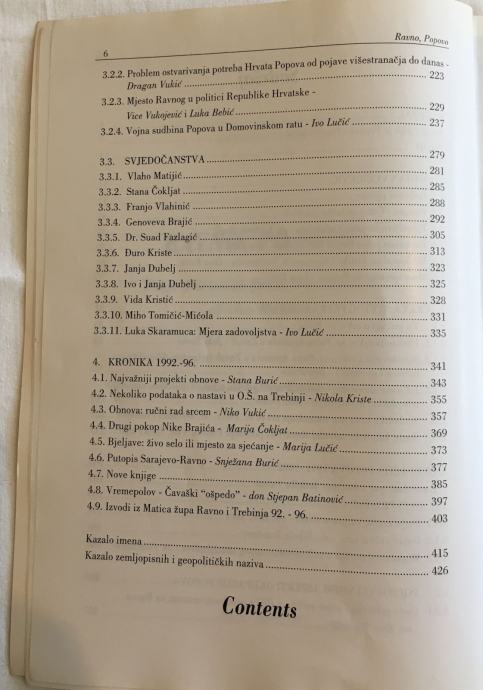 6
Ravno, Popovo
3.2.2. Problem ostvarivanja potreba Hrvata Popova od pojave višestranačja do danas -
Dragan Vukić ........ 223
3.2.3. Mjesto Ravnog u politici Republike Hrvatske -
Vice Vukojević i Luka Bebić ........ 229
3.2.4. Vojna sudbina Popova u Domovinskom ratu - Ivo Lučić ........ 237
3.3. SVJEDOČANSTVA ........ 279
3.3.1. Vlaho Matijić ........ 281
3.3.2. Stana Čokljat ........ 285
3.3.3. Franjo Vlahinić ........ 288
3.3.4. Genoveva Brajić ........ 292
3.3.5. Dr. Suad Fazlagić ........ 305
3.3.6. Đuro Kriste ........ 313
3.3.7. Janja Dubelj ........ 323
3.3.8. Ivo i Janja Dubelj ........ 325
3.3.9. Vida Kristić ........ 328
3.3.10. Miho Tomičić-Mićola ........ 331
3.3.11. Luka Skaramuca: Mjera zadovoljstva - Ivo Lučić ........ 335
4. KRONIKA 1992.-96. ........ 341
4.1. Najvažniji projekti obnove - Stana Burić ........ 343
4.2. Nekoliko podataka o nastavi u O.Š. na Trebinji - Nikola Kriste ........ 355
4.3. Obnova: ručni rad srcem - Niko Vukić ........ 357
4.4. Drugi pokop Nike Brajića - Marija Čokljat ........ 369
4.5. Bjeljave: živo selo ili mjesto za sjećanje - Marija Lučić ........ 373
4.6. Putopis Sarajevo-Ravno - Snježana Burić ........ 377
4.7. Nove knjige ........ 385
4.8. Vremepolov - Čavaški “ošpedo” - don Stjepan Batinović ........ 397
4.9. Izvodi iz Matica župa Ravno i Trebinja 92. - 96. ........ 403
Kazalo imena ........ 415
Kazalo zemljopisnih i geopolitičkih naziva ........ 426
Contents